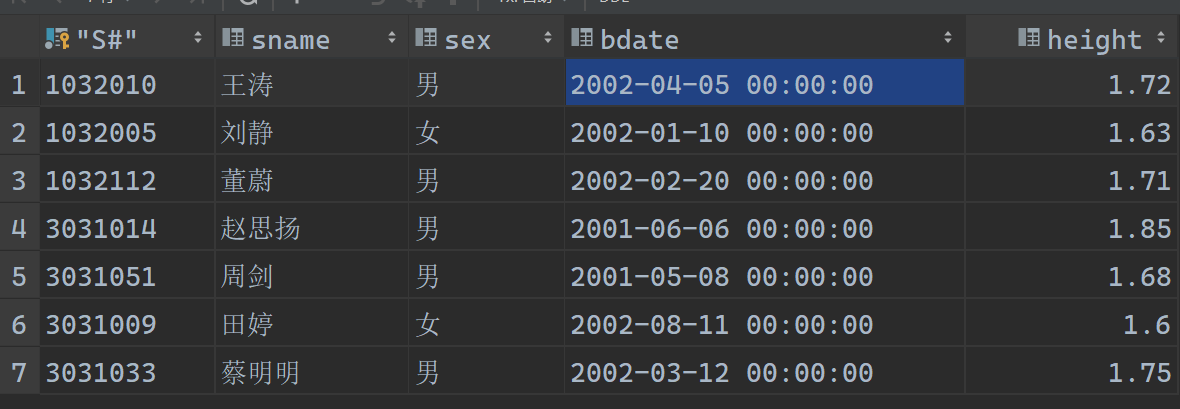 "S#" sname sex bdate height
1 1032010 王涛 男 2002-04-05 00:00:00 1.72
2 1032005 刘静 女 2002-01-10 00:00:00 1.63
3 1032112 董蔚 男 2002-02-20 00:00:00 1.71
4 3031014 赵思扬 男 2001-06-06 00:00:00 1.85
5 3031051 周剑 男 2001-05-08 00:00:00 1.68
6 3031009 田婷 女 2002-08-11 00:00:00 1.6
7 3031033 蔡明明 男 2002-03-12 00:00:00 1.75